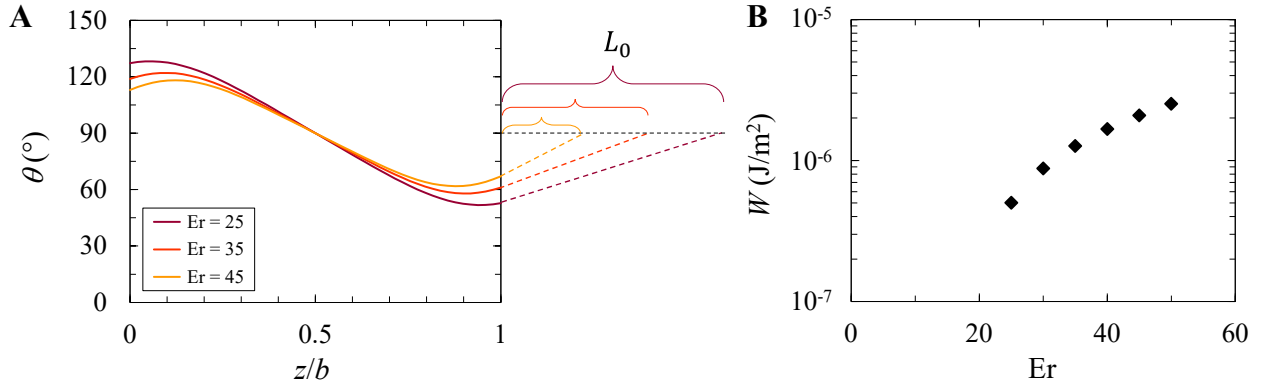 A
150
120
90
60
30
0
θ (°)
Er = 25
Er = 35
Er = 45
0
0.5
1
z/b
L₀
B
10⁻⁵
10⁻⁶
10⁻⁷
W (J/m²)
0
20
40
60
Er